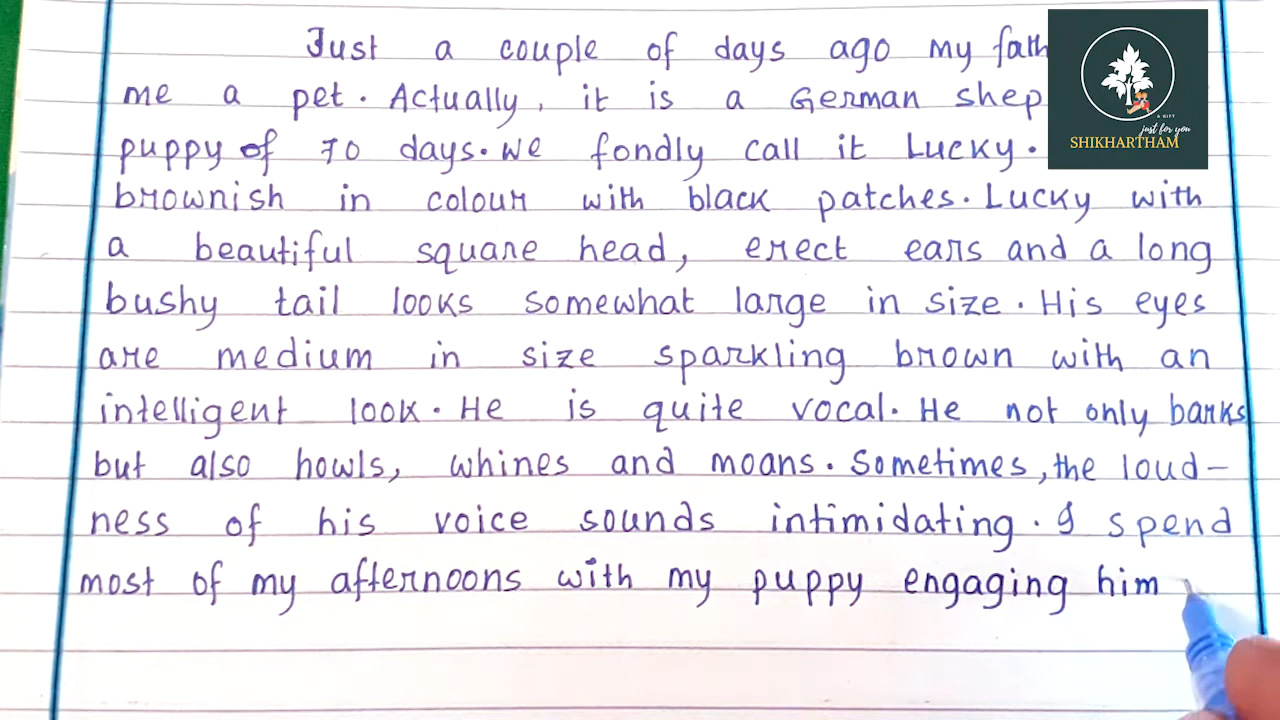 Just a couple of days ago my fath
me a pet. Actually, it is a German shep
puppy of 70 days. We fondly call it Lucky.
brownish in colour with black patches. Lucky with
a beautiful square head, erect ears and a long
bushy tail looks somewhat large in size. His eyes
are medium in size sparkling brown with an
intelligent look. He is quite vocal. He not only barks
but also howls, whines and moans. Sometimes, the loud-
ness of his voice sounds intimidating. I spend
most of my afternoons with my puppy engaging him
A GIFT
just for you
SHIKHARTHAM